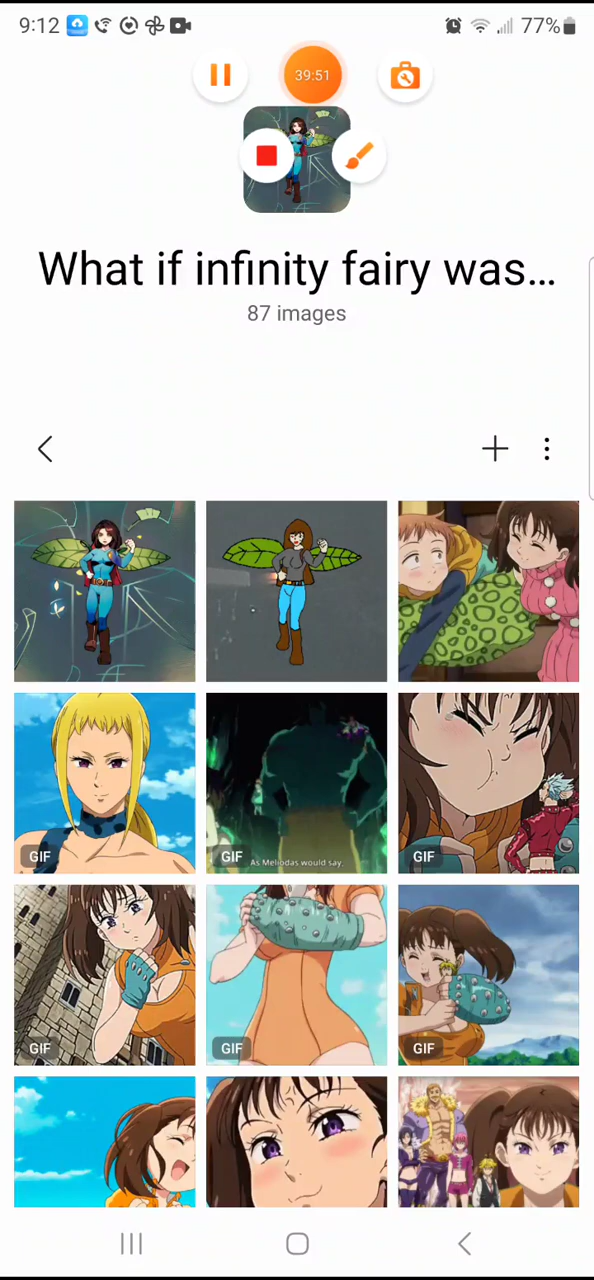 9:12
77%
39:51
What if infinity fairy was...
87 images
GIF
GIF
As Meliodas would say,
GIF
GIF
GIF
GIF